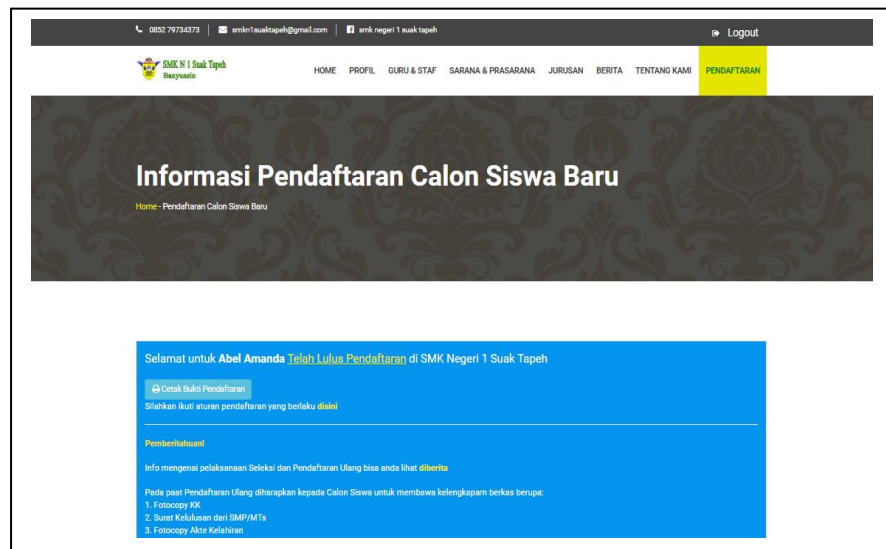 0852 79734373 | smkn1suaktapeh@gmail.com | smk negeri 1 suak tapeh
Logout
SMK N 1 Suak Tapeh
Banyuasin
HOME PROFIL GURU & STAF SARANA & PRASARANA JURUSAN BERITA TENTANG KAMI PENDAFTARAN
Informasi Pendaftaran Calon Siswa Baru
Home - Pendaftaran Calon Siswa Baru
Selamat untuk Abel Amanda Telah Lulus Pendaftaran di SMK Negeri 1 Suak Tapeh
Cetak Bukti Pendaftaran
Silahkan ikuti aturan pendaftaran yang berlaku disini
Pemberitahuan!
Info mengenai pelaksanaan Seleksi dan Pendaftaran Ulang bisa anda lihat diberita
Pada paat Pendaftaran Ulang diharapkan kepada Calon Siswa untuk membawa kelengkapam berkas berupa:
1. Fotocopy KK
2. Surat Kelulusan dari SMP/MTs
3. Fotocopy Akte Kelahiran